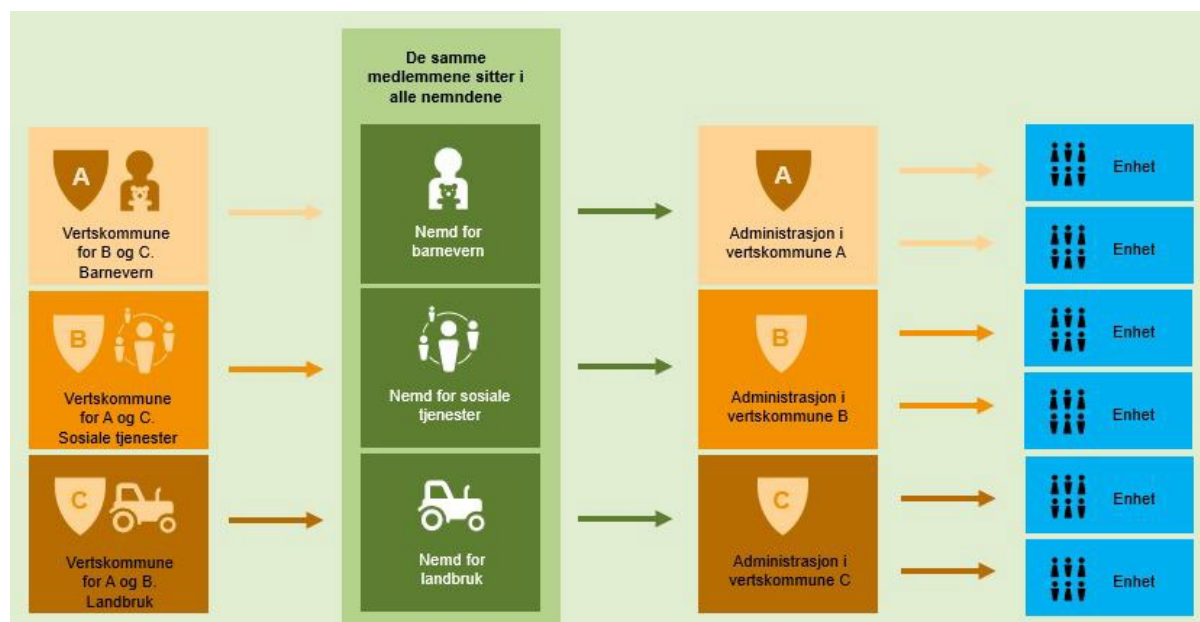 De samme
medlemmene sitter i
alle nemndene
A
Vertskommune
for B og C.
Barnevern
Nemd for
barnevern
A
Administrasjon i
vertskommune A
Enhet
Enhet
B
Vertskommune
for A og C.
Sosiale tjenester
Nemd for sosiale
tjenester
B
Administrasjon i
vertskommune B
Enhet
Enhet
C
Vertskommune
for A og B.
Landbruk
Nemd for
landbruk
C
Administrasjon i
vertskommune C
Enhet
Enhet